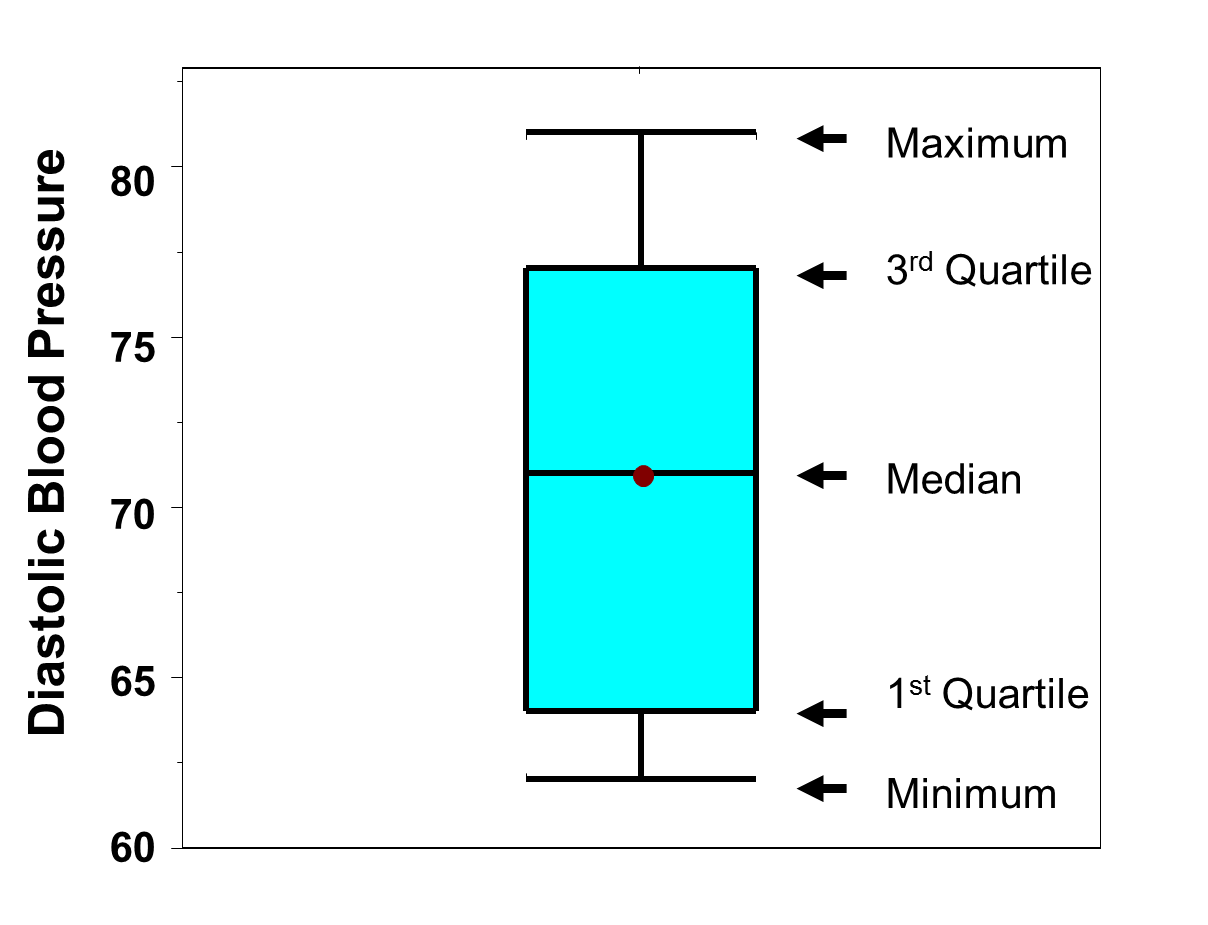 Diastolic Blood Pressure
80
75
70
65
60
Maximum
3rd Quartile
Median
1st Quartile
Minimum